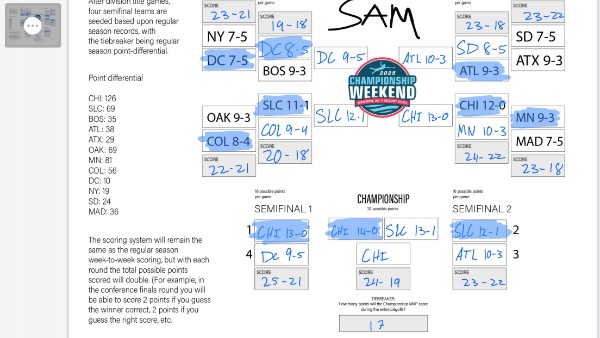 After division title games,
four semifinal teams are
seeded based upon regular
season records, with
the tiebreaker being regular
season point-differential.
Point differential
CHI: 126
SLC: 69
BOS: 35
ATL: 38
ATX: 29
OAK: 69
MN: 81
COL: 56
DC: 10
NY: 19
SD: 24
MAD: 36
The scoring system will remain
the same as the regular season
week-to-week scoring, but with each
round the total possible points
scored will double. (For example, in
the conference finals round you will
be able to score 2 points if you guess
the winner correct, 2 points if you
guess the right score, etc.
SAM
SCORE
23-21
NY 7-5
DC 7-5
per game
19-18
DC 8-5
BOS 9-3
DC 9-5
ATL 10-3
per game
23-18
SD 8-5
ATL 9-3
SCORE
23-22
SD 7-5
ATX 9-3
2025
CHAMPIONSHIP
WEEKEND
OAK 9-3
COL 8-4
SCORE
22-21
SLC 11-1
COL 9-4
SCORE
20-18
SLC 12-1
CHI 13-0
CHI 12-0
MN 10-3
SCORE
24-22
MN 9-3
MAD 7-5
SCORE
23-18
16 possible points
per game
SEMIFINAL 1
1 CHI 13-0
4 DC 9-5
SCORE
25-21
CHAMPIONSHIP
32 possible points
CHI 14-0 SLC 13-1
CHI
SCORE
24-19
16 possible points
per game
SEMIFINAL 2
SLC 12-1 2
ATL 10-3 3
SCORE
23-22
TIEBREAKER:
How many points will the Championship MVP score
during the entire playoffs?
17